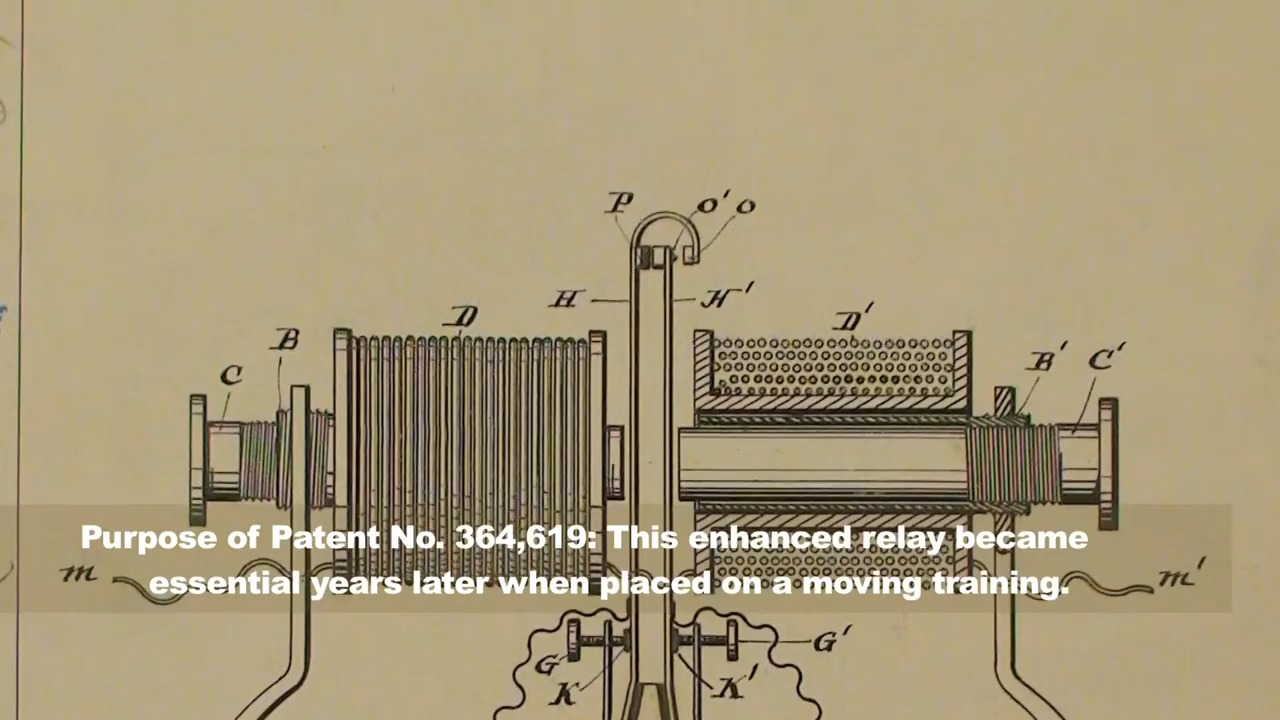 P O' O
H H'
D D'
B B'
C C'
Purpose of Patent No. 364,619: This enhanced relay became
essential years later when placed on a moving training.
m m'
G G'
K K'